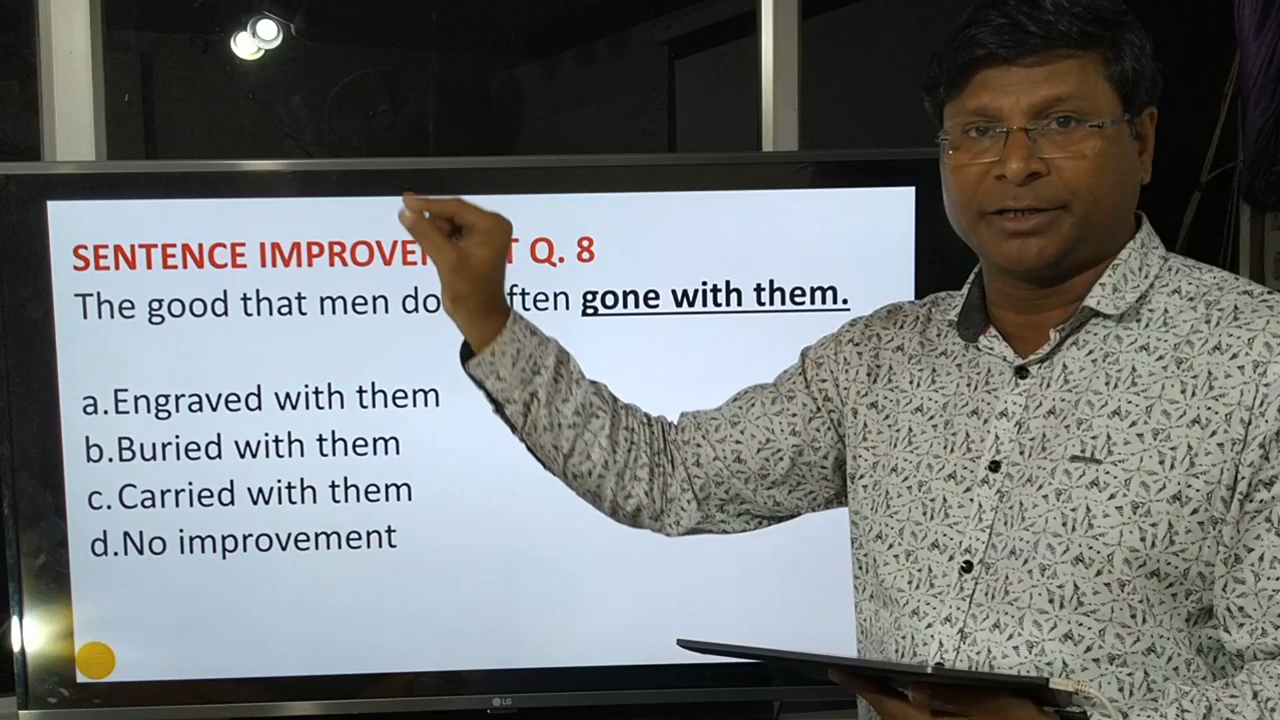 SENTENCE IMPROVE T Q. 8
The good that men do ften gone with them.
a.Engraved with them
b.Buried with them
c.Carried with them
d.No improvement
LG